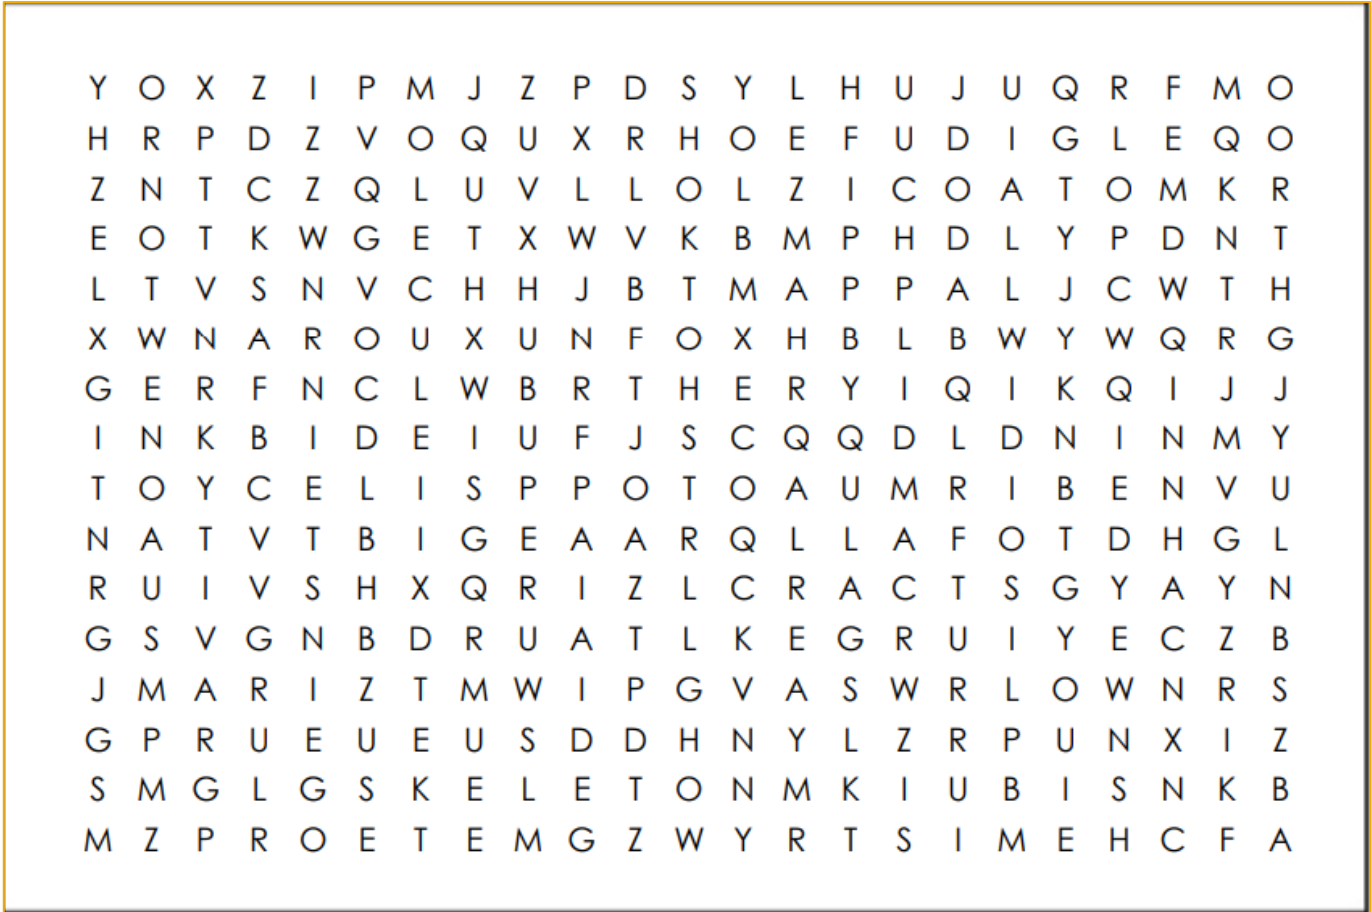 Y O X Z I P M J Z P D S Y L H U J U Q R F M O
H R P D Z V O Q U X R H O E F U D I G L E Q O
Z N T C Z Q L U V L L O L Z I C O A T O M K R
E O T K W G E T X W V K B M P H D L Y P D N T
L T V S N V C H H J B T M A P P A L J C W T H
X W N A R O U X U N F O X H B L B W Y W Q R G
G E R F N C L W B R T H E R Y I Q I K Q I J J
I N K B I D E I U F J S C Q Q D L D N I N M Y
T O Y C E L I S P P O T O A U M R I B E N V U
N A T V T B I G E A A R Q L L A F O T D H G L
R U I V S H X Q R I Z L C R A C T S G Y A Y N
G S V G N B D R U A T L K E G R U I Y E C Z B
J M A R I Z T M W I P G V A S W R L O W N R S
G P R U E U E U S D D H N Y L Z R P U N X I Z
S M G L G S K E L E T O N M K I U B I S N K B
M Z P R O E T E M G Z W Y R T S I M E H C F A